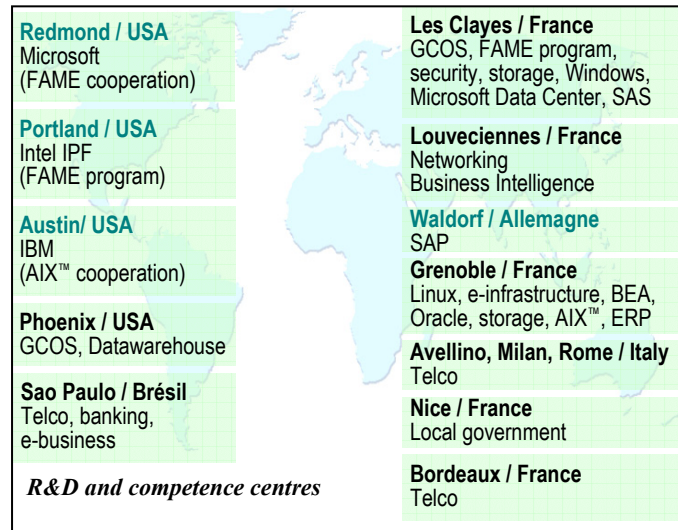 Redmond / USA
Microsoft
(FAME cooperation)
Portland / USA
Intel IPF
(FAME program)
Austin/ USA
IBM
(AIX™ cooperation)
Phoenix / USA
GCOS, Datawarehouse
Sao Paulo / Brésil
Telco, banking,
e-business
R&D and competence centres
Les Clayes / France
GCOS, FAME program,
security, storage, Windows,
Microsoft Data Center, SAS
Louveciennes / France
Networking
Business Intelligence
Waldorf / Allemagne
SAP
Grenoble / France
Linux, e-infrastructure, BEA,
Oracle, storage, AIX™, ERP
Avellino, Milan, Rome / Italy
Telco
Nice / France
Local government
Bordeaux / France
Telco